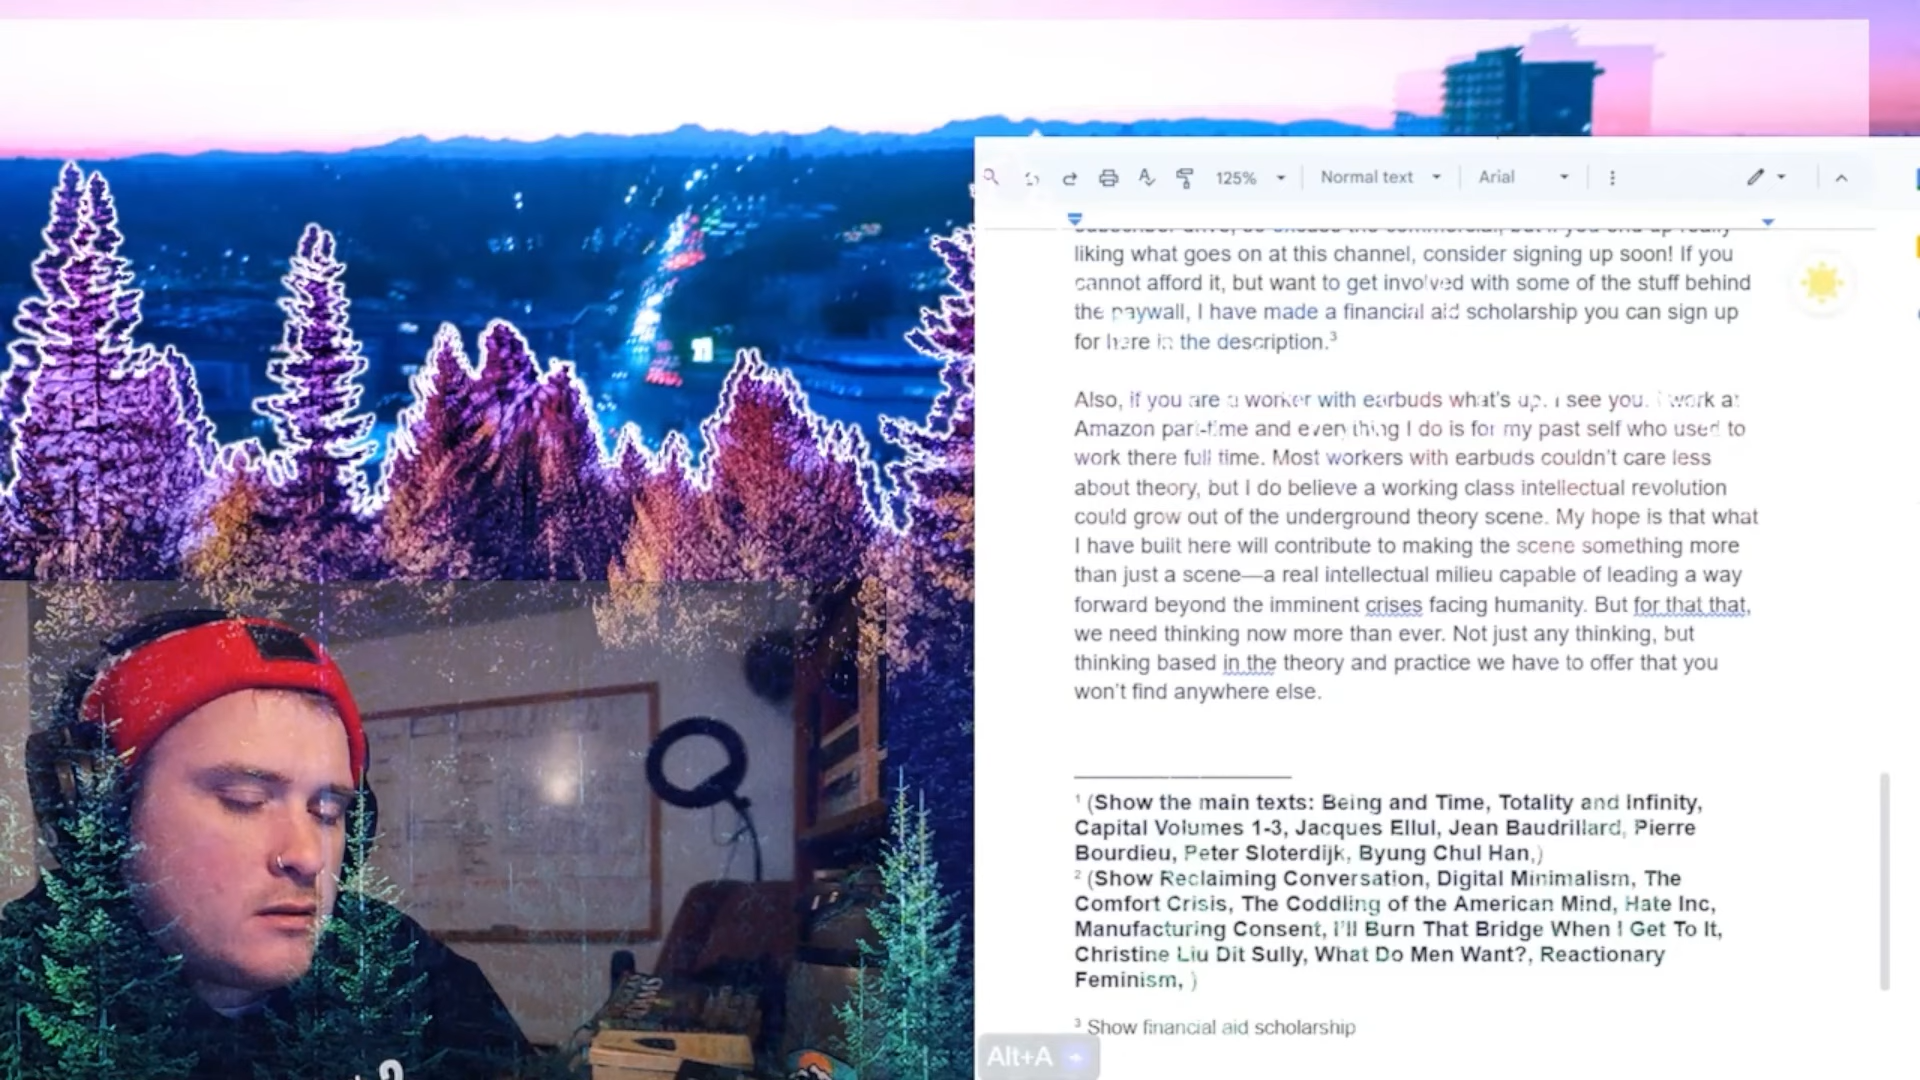 125% Normal text Arial
subscriber drive, so excuse the commercial, but if you end up really
liking what goes on at this channel, consider signing up soon! If you
cannot afford it, but want to get involved with some of the stuff behind
the paywall, I have made a financial aid scholarship you can sign up
for here in the description.³
Also, if you are a worker with earbuds what's up. I see you. I work at
Amazon part-time and everything I do is for my past self who used to
work there full time. Most workers with earbuds couldn't care less
about theory, but I do believe a working class intellectual revolution
could grow out of the underground theory scene. My hope is that what
I have built here will contribute to making the scene something more
than just a scene—a real intellectual milieu capable of leading a way
forward beyond the imminent crises facing humanity. But for that that,
we need thinking now more than ever. Not just any thinking, but
thinking based in the theory and practice we have to offer that you
won't find anywhere else.
¹ (Show the main texts: Being and Time, Totality and Infinity,
Capital Volumes 1-3, Jacques Ellul, Jean Baudrillard, Pierre
Bourdieu, Peter Sloterdijk, Byung Chul Han,)
² (Show Reclaiming Conversation, Digital Minimalism, The
Comfort Crisis, The Coddling of the American Mind, Hate Inc,
Manufacturing Consent, I'll Burn That Bridge When I Get To It,
Christine Liu Dit Sully, What Do Men Want?, Reactionary
Feminism, )
³ Show financial aid scholarship
Alt+A